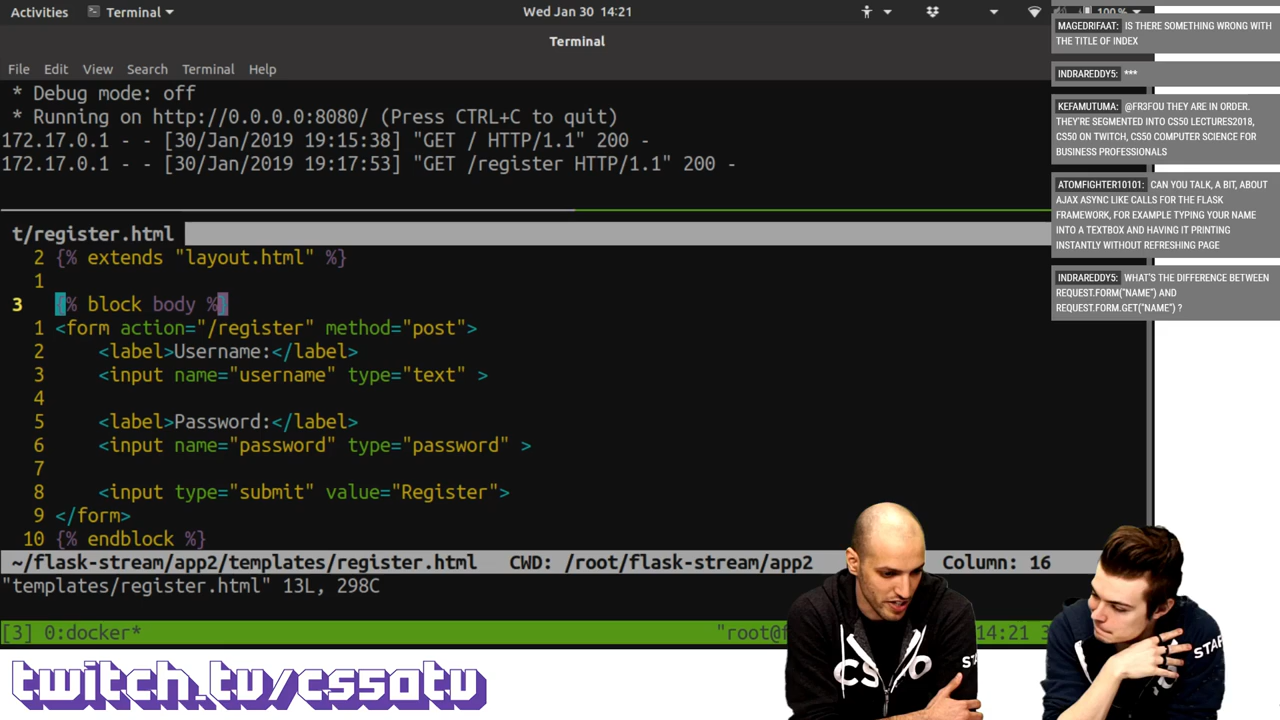 Activities Terminal Wed Jan 30 14:21 100 %
Terminal
File Edit View Search Terminal Help
* Debug mode: off
* Running on http://0.0.0.0:8080/ (Press CTRL+C to quit)
172.17.0.1 - - [30/Jan/2019 19:15:38] "GET / HTTP/1.1" 200 -
172.17.0.1 - - [30/Jan/2019 19:17:53] "GET /register HTTP/1.1" 200 -
t/register.html
2 {% extends "layout.html" %}
1
3 {% block body %}
1 <form action="/register" method="post">
2 <label>Username:</label>
3 <input name="username" type="text" >
4
5 <label>Password:</label>
6 <input name="password" type="password" >
7
8 <input type="submit" value="Register">
9 </form>
10 {% endblock %}
~/flask-stream/app2/templates/register.html CWD: /root/flask-stream/app2 Column: 16
"templates/register.html" 13L, 298C
[3] 0:docker* "root@ 14:21 3
MAGEDRIFAAT: IS THERE SOMETHING WRONG WITH
THE TITLE OF INDEX
INDRAREDDY5: ***
KEFAMUTUMA: @FR3FOU THEY ARE IN ORDER.
THEY'RE SEGMENTED INTO CS50 LECTURES2018,
CS50 ON TWITCH, CS50 COMPUTER SCIENCE FOR
BUSINESS PROFESSIONALS
ATOMFIGHTER10101: CAN YOU TALK, A BIT, ABOUT
AJAX ASYNC LIKE CALLS FOR THE FLASK
FRAMEWORK, FOR EXAMPLE TYPING YOUR NAME
INTO A TEXTBOX AND HAVING IT PRINTING
INSTANTLY WITHOUT REFRESHING PAGE
INDRAREDDY5: WHAT'S THE DIFFERENCE BETWEEN
REQUEST.FORM("NAME") AND
REQUEST.FORM.GET("NAME") ?
twitch.tv/cs50tv